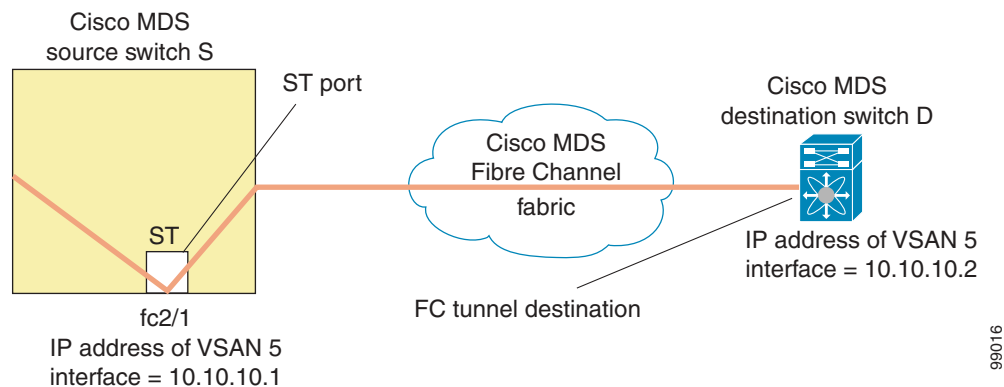 Cisco MDS
source switch S
ST port
Cisco MDS
destination switch D
Cisco MDS
Fibre Channel
fabric
ST
fc2/1
IP address of VSAN 5
interface = 10.10.10.1
FC tunnel destination
IP address of VSAN 5
interface = 10.10.10.2
99016